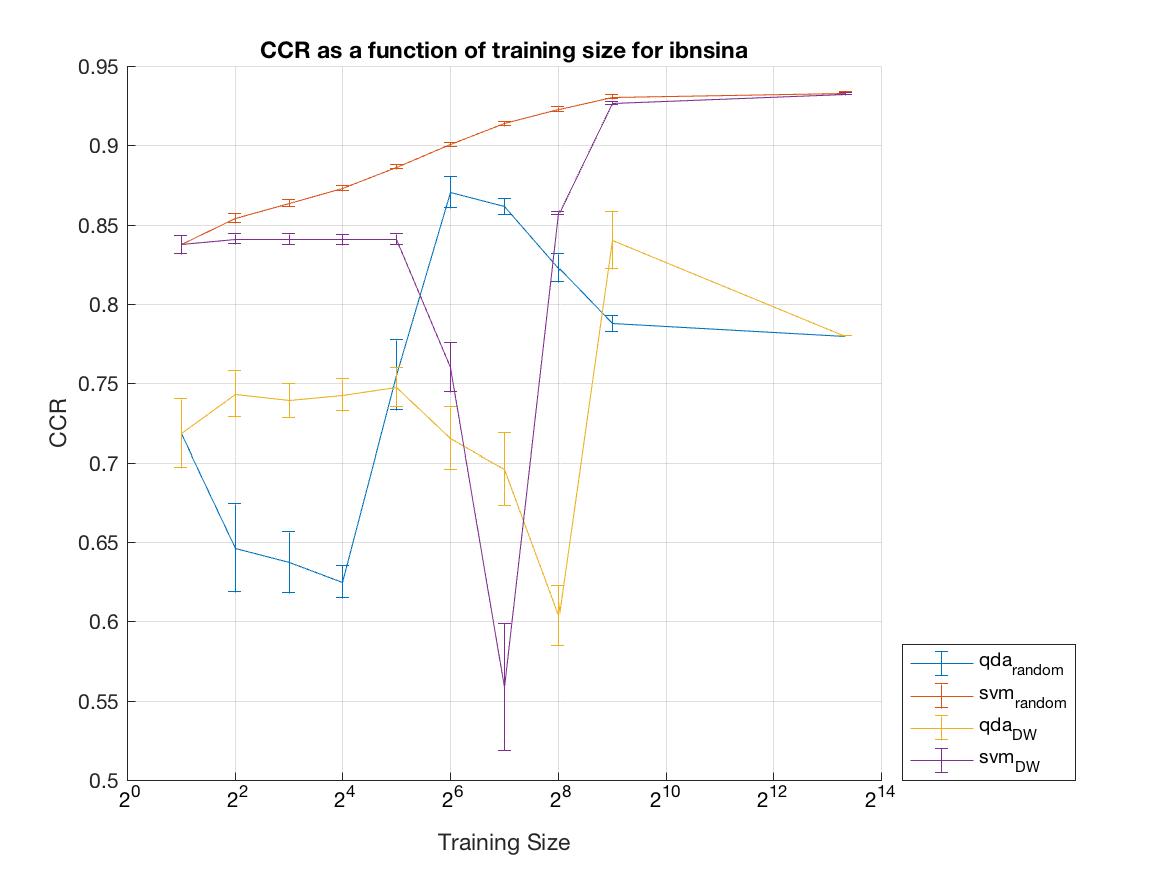 CCR as a function of training size for ibnsina
0.95
0.9
0.85
0.8
0.75
0.7
0.65
0.6
0.55
0.5
CCR
2^0 2^2 2^4 2^6 2^8 2^10 2^12 2^14
Training Size
qda_random
svm_random
qda_DW
svm_DW